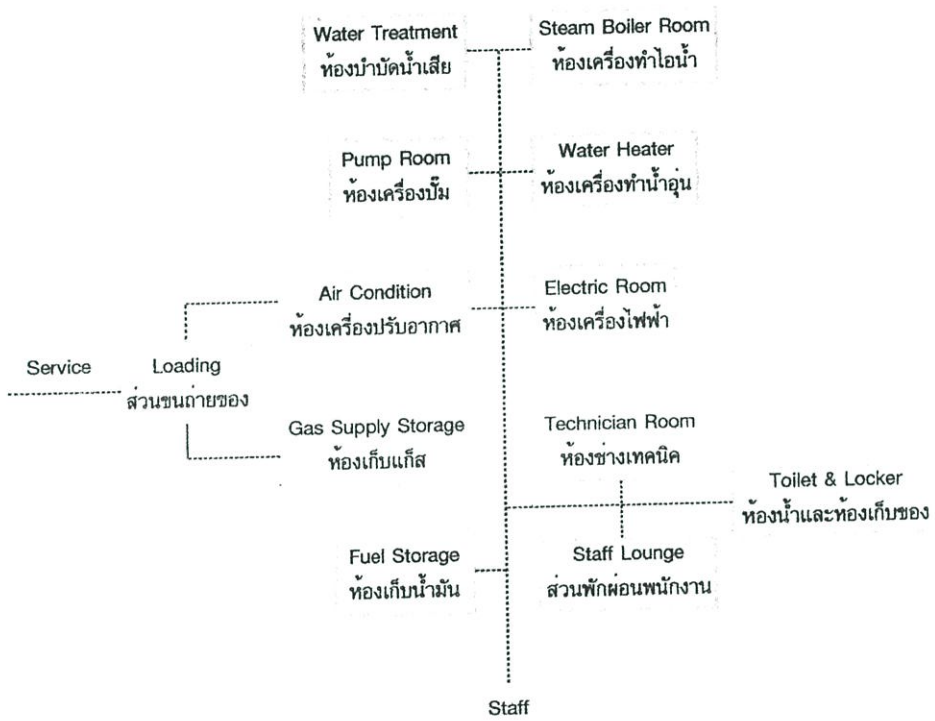 Water Treatment
ห้องบำบัดน้ำเสีย
Steam Boiler Room
ห้องเครื่องทำไอน้ำ
Pump Room
ห้องเครื่องปั๊ม
Water Heater
ห้องเครื่องทำน้ำอุ่น
Air Condition
ห้องเครื่องปรับอากาศ
Electric Room
ห้องเครื่องไฟฟ้า
Service
Loading
ส่วนขนถ่ายของ
Gas Supply Storage
ห้องเก็บแก็ส
Technician Room
ห้องช่างเทคนิค
Toilet & Locker
ห้องน้ำและห้องเก็บของ
Fuel Storage
ห้องเก็บน้ำมัน
Staff Lounge
ส่วนพักผ่อนพนักงาน
Staff